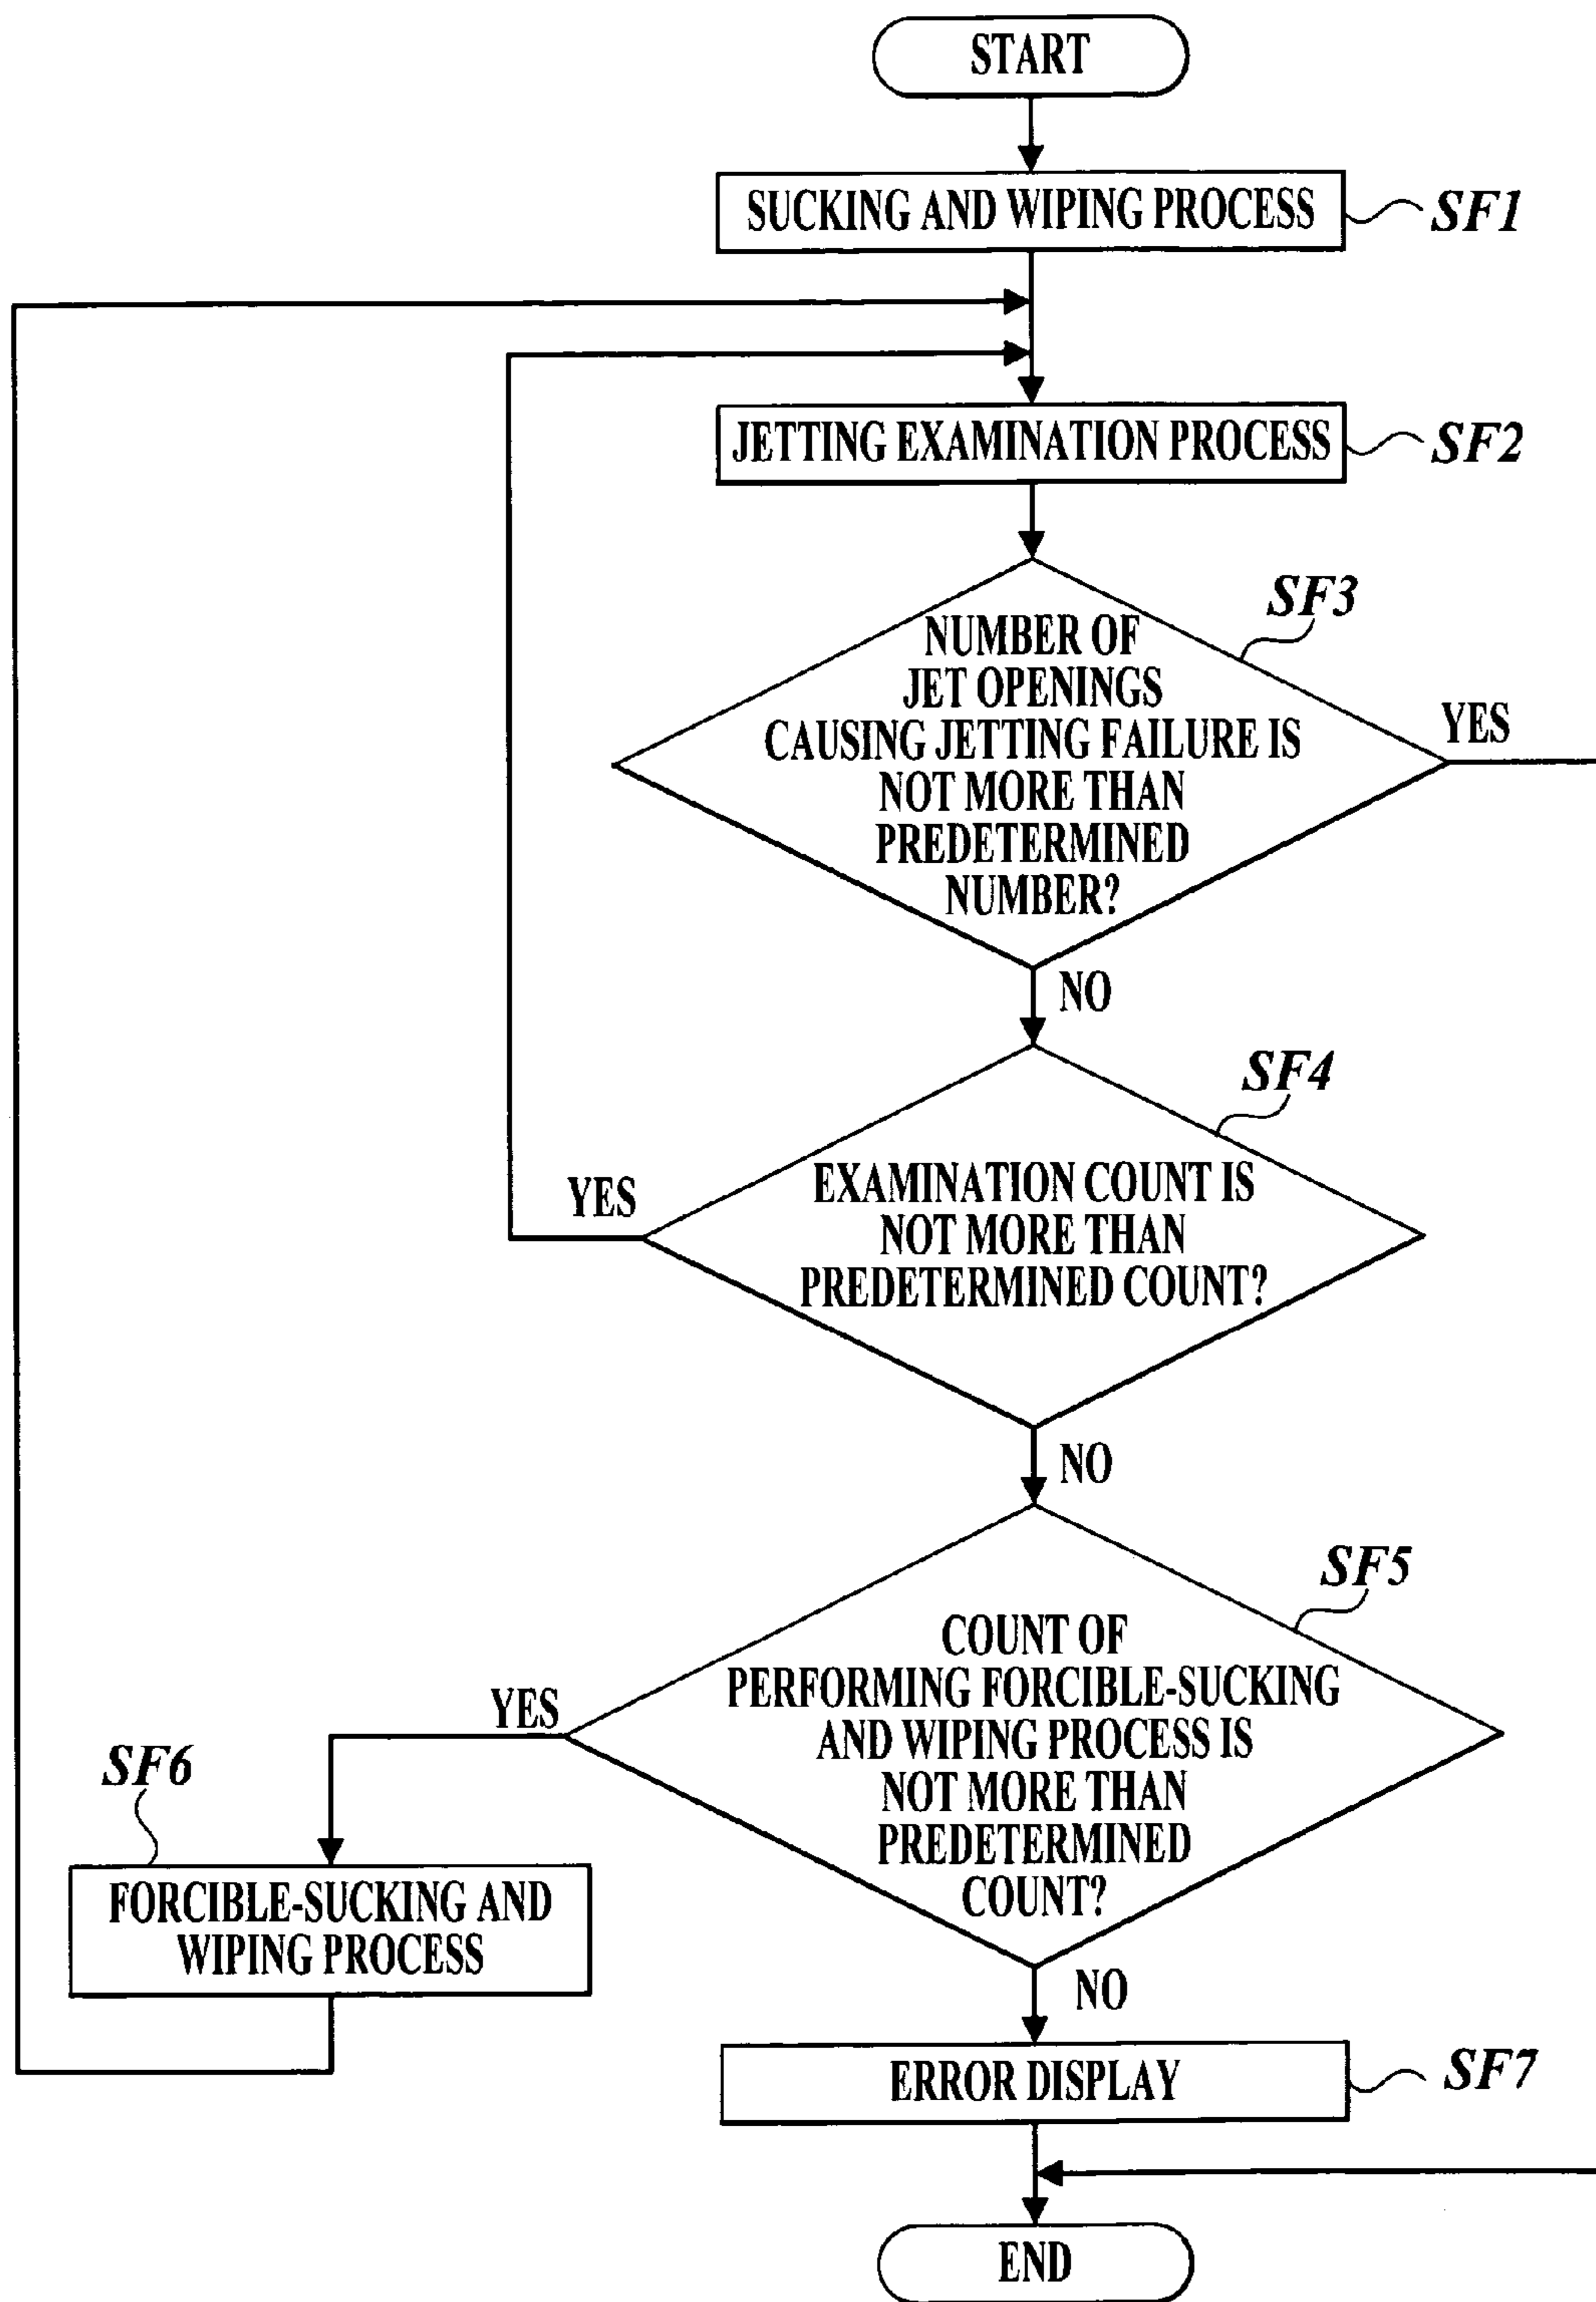 START
SUCKING AND WIPING PROCESS
SF1
JETTING EXAMINATION PROCESS
SF2
SF3
NUMBER OF
JET OPENINGS
CAUSING JETTING FAILURE IS
NOT MORE THAN
PREDETERMINED
NUMBER?
YES
NO
SF4
EXAMINATION COUNT IS
NOT MORE THAN
PREDETERMINED COUNT?
YES
NO
SF5
COUNT OF
PERFORMING FORCIBLE-SUCKING
AND WIPING PROCESS IS
NOT MORE THAN
PREDETERMINED
COUNT?
YES
SF6
FORCIBLE-SUCKING AND
WIPING PROCESS
NO
ERROR DISPLAY
SF7
END